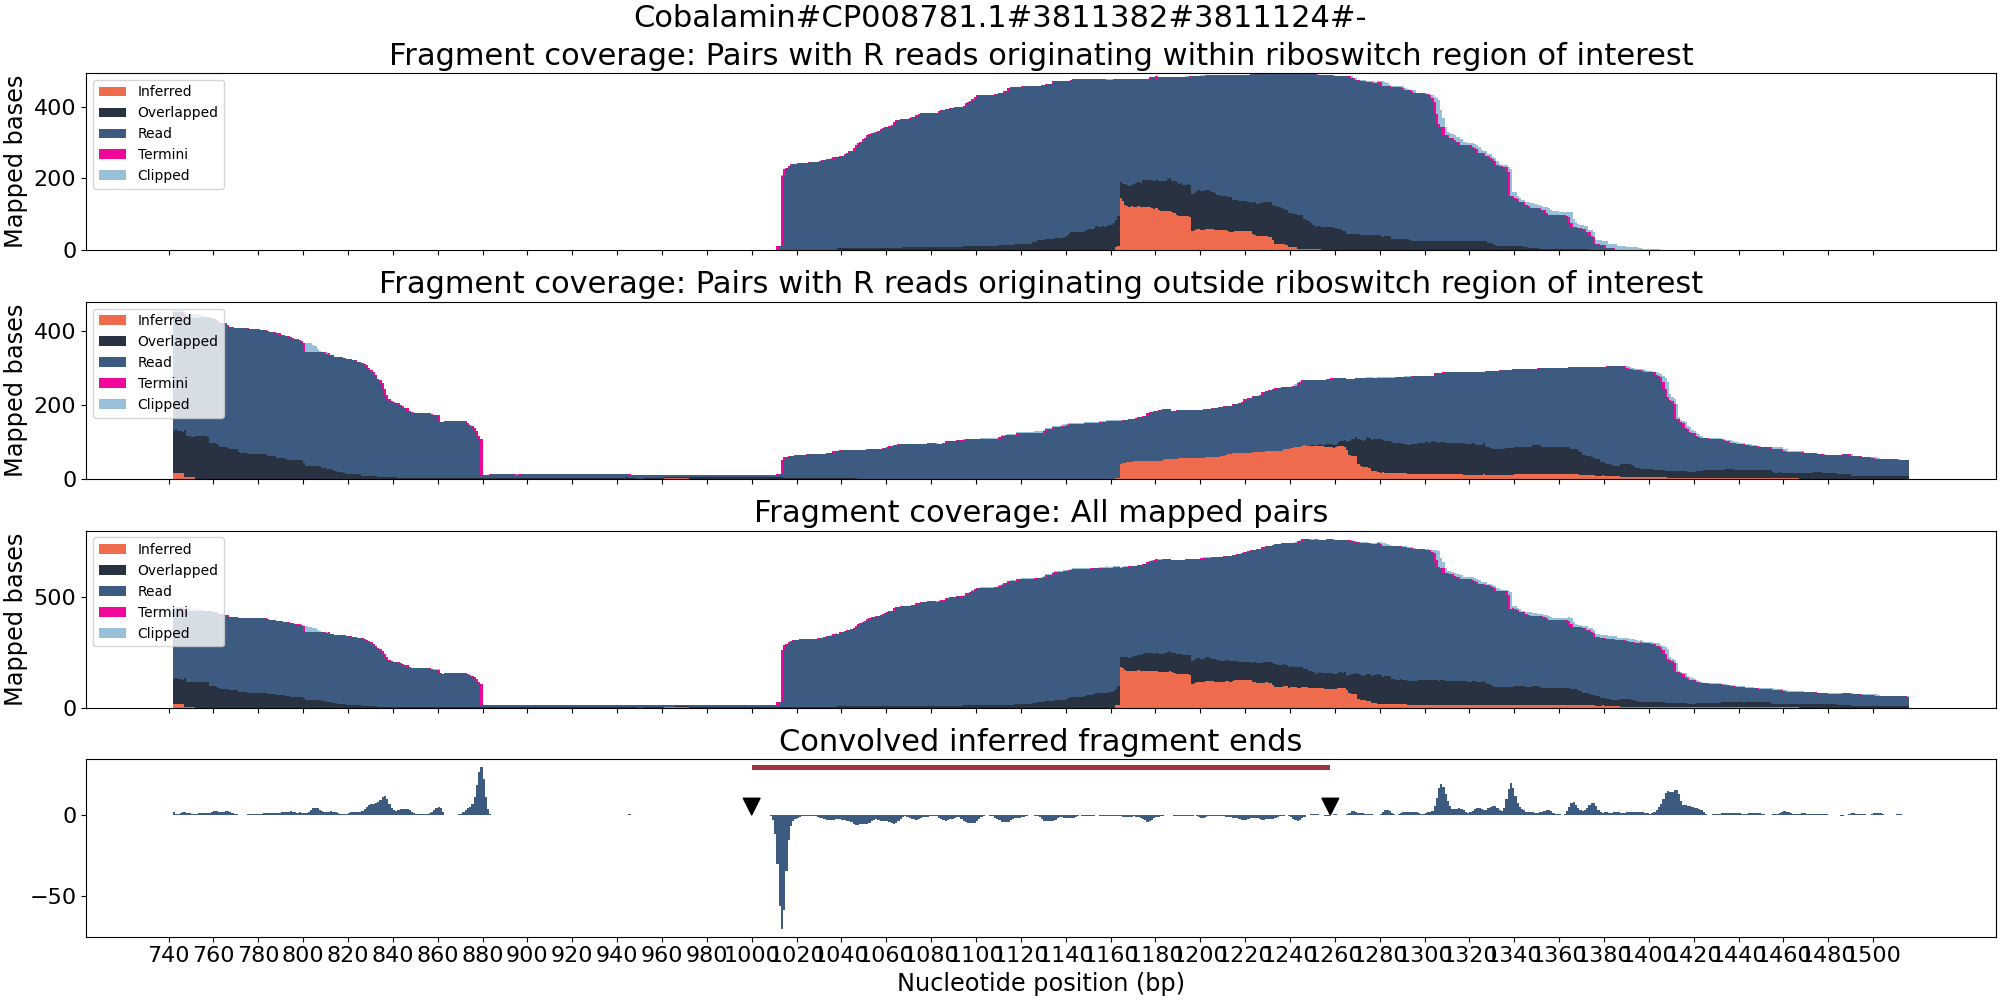 Cobalamin#CP008781.1#3811382#3811124#-
Fragment coverage: Pairs with R reads originating within riboswitch region of interest
Mapped bases
400
200
0
Inferred
Overlapped
Read
Termini
Clipped
Fragment coverage: Pairs with R reads originating outside riboswitch region of interest
Mapped bases
400
200
0
Inferred
Overlapped
Read
Termini
Clipped
Fragment coverage: All mapped pairs
Mapped bases
500
0
Inferred
Overlapped
Read
Termini
Clipped
Convolved inferred fragment ends
0
−50
740 760 780 800 820 840 860 880 900 920 940 960 980 1000 1020 1040 1060 1080 1100 1120 1140 1160 1180 1200 1220 1240 1260 1280 1300 1320 1340 1360 1380 1400 1420 1440 1460 1480 1500
Nucleotide position (bp)